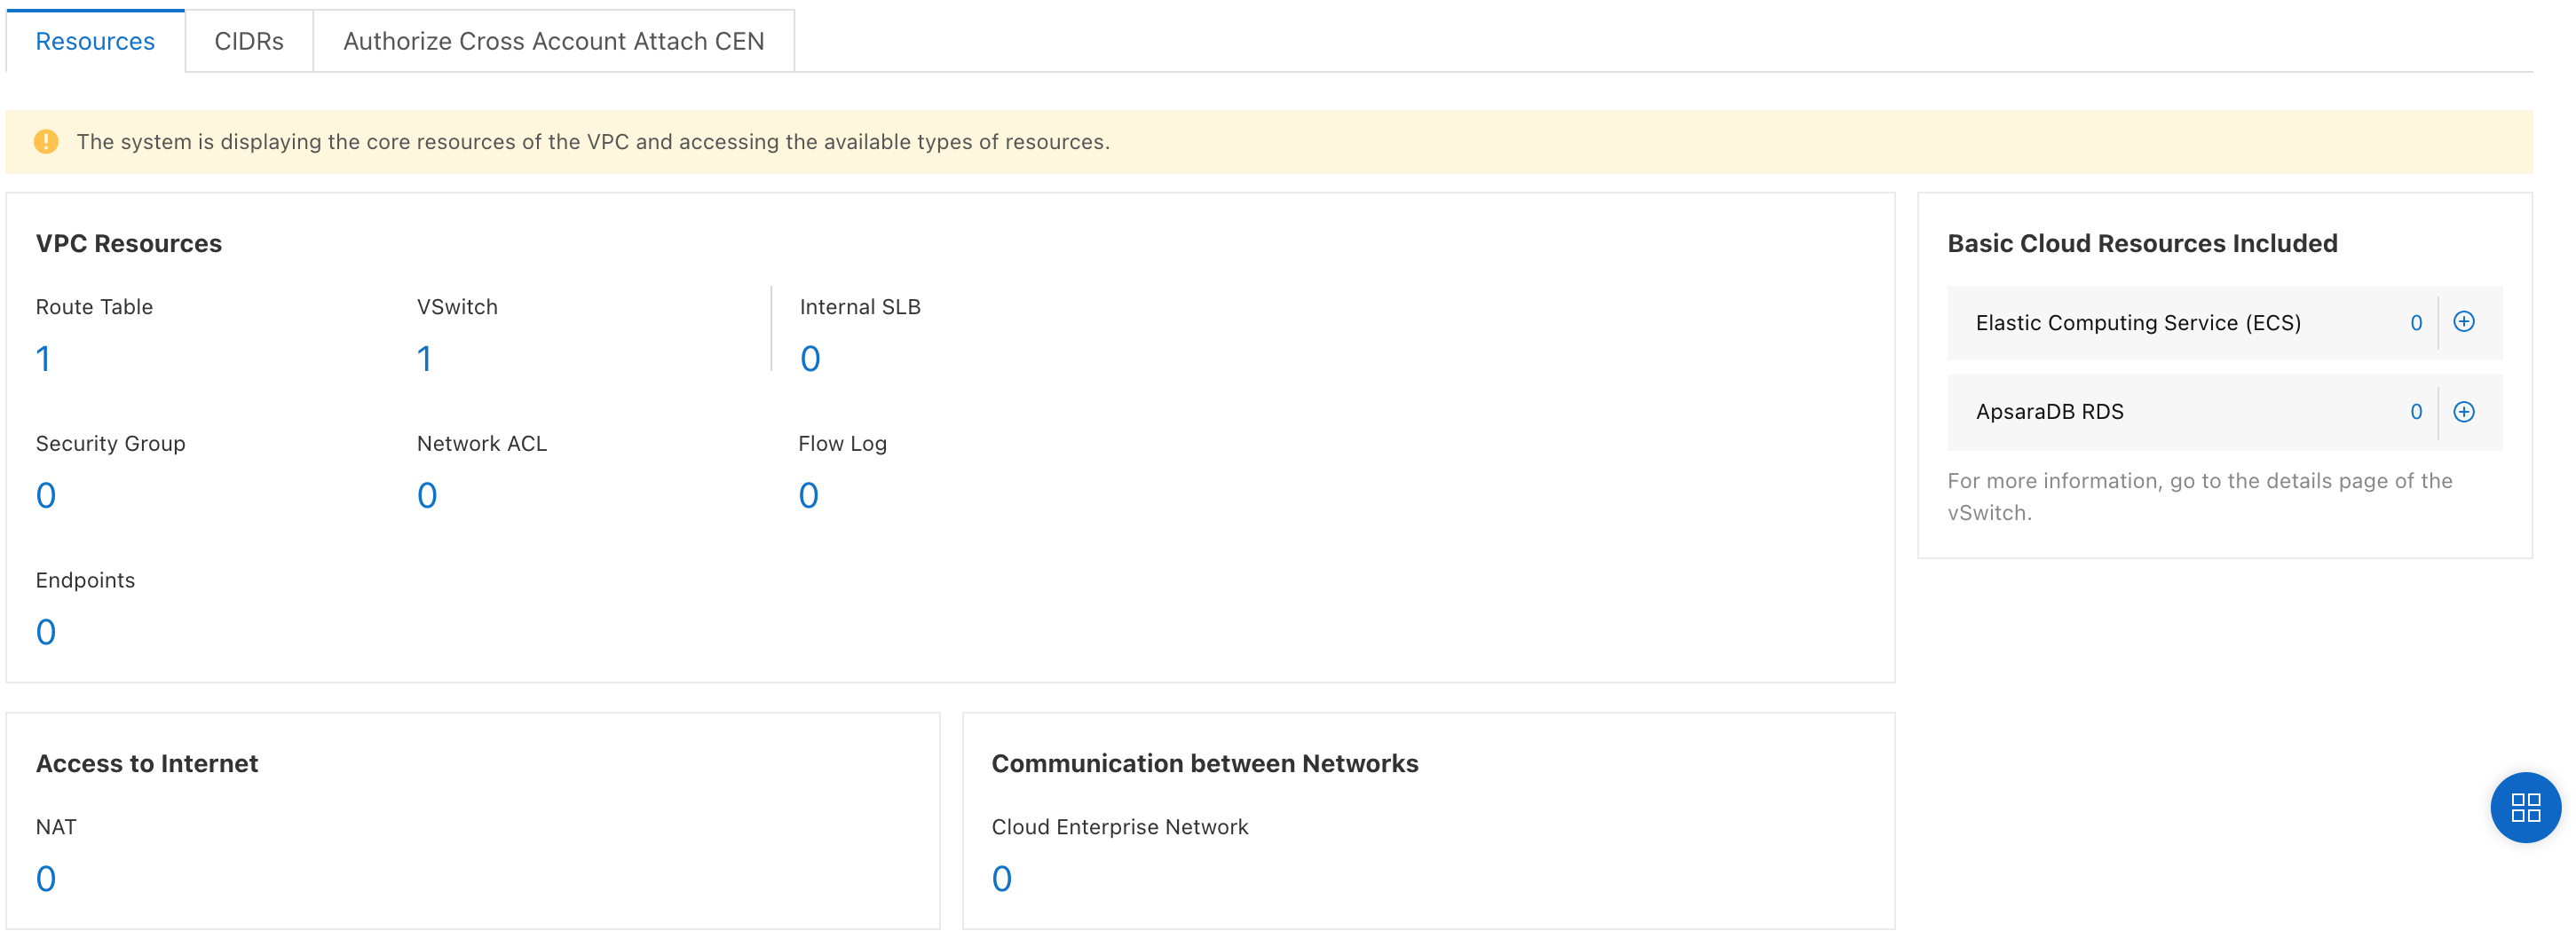 Resources
CIDRs
Authorize Cross Account Attach CEN
The system is displaying the core resources of the VPC and accessing the available types of resources.
VPC Resources
Route Table
1
VSwitch
1
Internal SLB
0
Security Group
0
Network ACL
0
Flow Log
0
Endpoints
0
Basic Cloud Resources Included
Elastic Computing Service (ECS) 0
ApsaraDB RDS 0
For more information, go to the details page of the
vSwitch.
Access to Internet
NAT
0
Communication between Networks
Cloud Enterprise Network
0